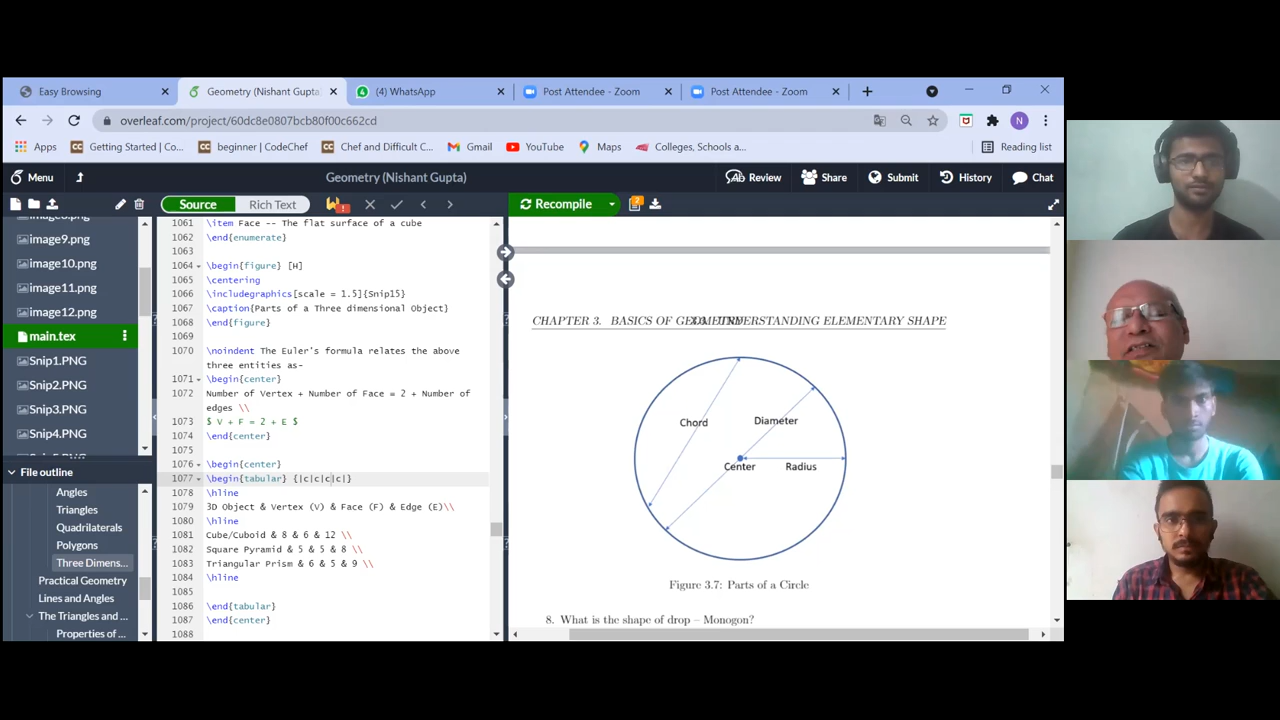 Easy Browsing
Geometry (Nishant Gupta)
(4) WhatsApp
Post Attendee - Zoom
Post Attendee - Zoom
overleaf.com/project/60dc8e0807bcb80f00c662cd
N
Apps
Getting Started | Co...
beginner | CodeChef
Chef and Difficult C...
Gmail
YouTube
Maps
Colleges, Schools a...
Reading list
Menu
Geometry (Nishant Gupta)
Review
Share
Submit
History
Chat
Source
Rich Text
Recompile
2
image9.png
image10.png
image11.png
image12.png
main.tex
Snip1.PNG
Snip2.PNG
Snip3.PNG
Snip4.PNG
File outline
Angles
Triangles
Quadrilaterals
Polygons
Three Dimens...
Practical Geometry
Lines and Angles
The Triangles and ...
Properties of ...
1061 \item Face -- The flat surface of a cube
1062 \end{enumerate}
1063
1064 \begin{figure} [H]
1065 \centering
1066 \includegraphics[scale = 1.5]{Snip15}
1067 \caption{Parts of a Three dimensional Object}
1068 \end{figure}
1069
1070 \noindent The Euler's formula relates the above
three entities as-
1071 \begin{center}
1072 Number of Vertex + Number of Face = 2 + Number of
edges \\
1073 $ V + F = 2 + E $
1074 \end{center}
1075
1076 \begin{center}
1077 \begin{tabular} {|c|c|c|c|}
1078 \hline
1079 3D Object & Vertex (V) & Face (F) & Edge (E)\\
1080 \hline
1081 Cube/Cuboid & 8 & 6 & 12 \\
1082 Square Pyramid & 5 & 5 & 8 \\
1083 Triangular Prism & 6 & 5 & 9 \\
1084 \hline
1085
1086 \end{tabular}
1087 \end{center}
1088
CHAPTER 3. BASICS OF GEOMETRY
UNDERSTANDING ELEMENTARY SHAPE
Chord
Diameter
Center
Radius
Figure 3.7: Parts of a Circle
8. What is the shape of drop – Monogon?